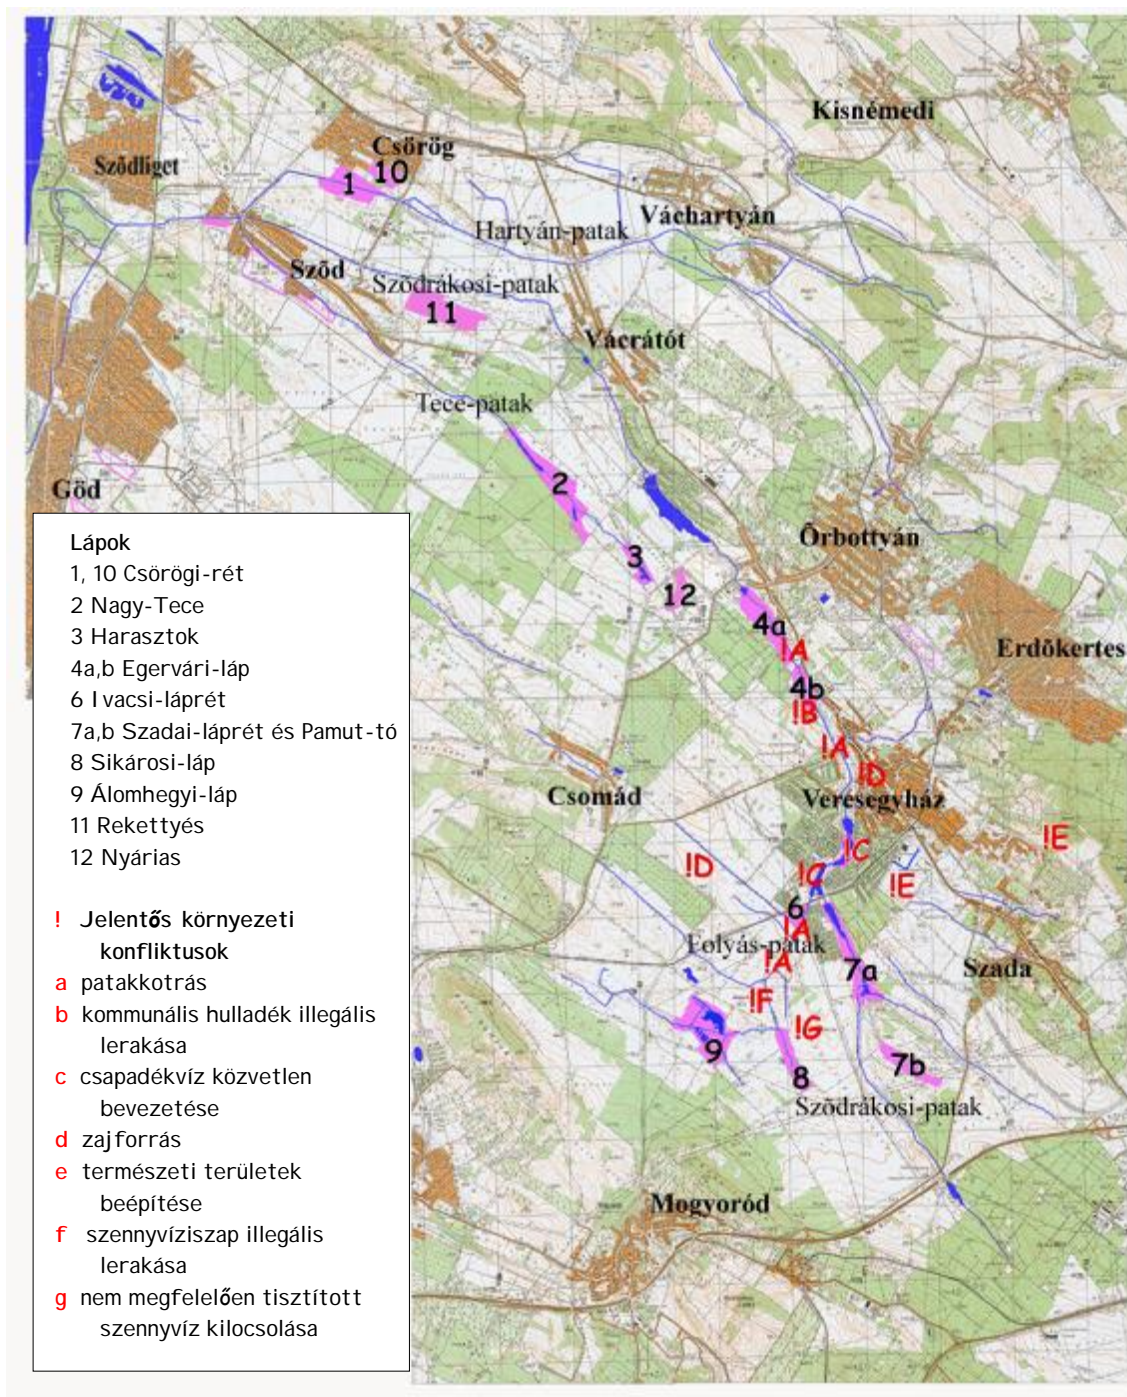 Kisnémedi
Csörög
Sződliget
10
1
Váchartyán
Hartyán-patak
Sződ
Sződrákosi-patak
11
Vácrátót
Tece-patak
2
Göd
Őrbottyán
3
12
4a
!A
Erdőkertes
4b
!B
!A
!D
Csomád
Veresegyház
!E
!C
!D
!C
!E
6
!A
Folyás-patak
!A
7a
Szada
!F
!G
9
8
7b
Sződrákosi-patak
Mogyoród
Lápok
1, 10 Csörögi-rét
2 Nagy-Tece
3 Harasztok
4a,b Egervári-láp
6 Ivacsi-láprét
7a,b Szadai-láprét és Pamut-tó
8 Sikárosi-láp
9 Álomhegyi-láp
11 Rekettyés
12 Nyárias
! Jelentős környezeti
konfliktusok
a patakkotrás
b kommunális hulladék illegális
lerakása
c csapadékvíz közvetlen
bevezetése
d zajforrás
e természeti területek
beépítése
f szennyvíziszap illegális
lerakása
g nem megfelelően tisztított
szennyvíz kilocsolása